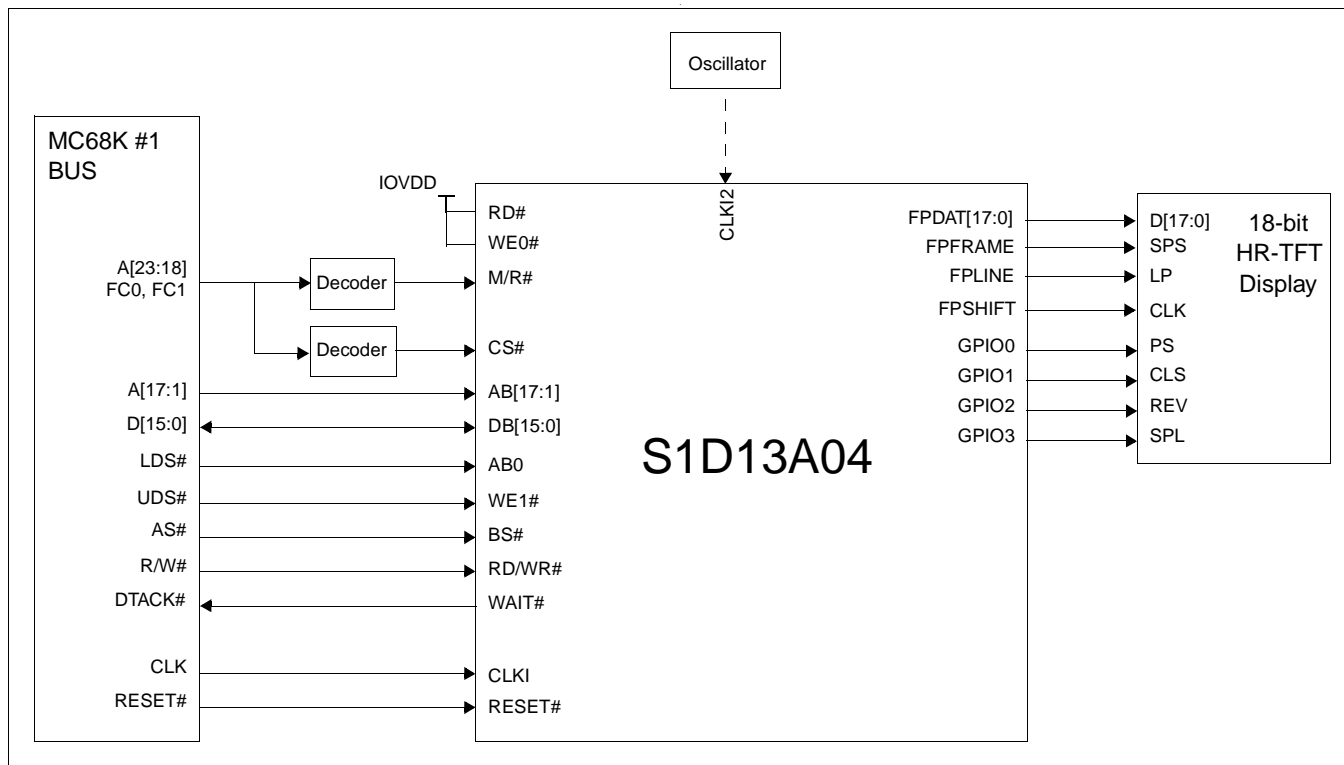 Oscillator
MC68K #1
BUS
IOVDD
CLKI2
RD#
WE0#
A[23:18]
FC0, FC1
Decoder
M/R#
Decoder
CS#
A[17:1]
AB[17:1]
D[15:0]
DB[15:0]
LDS#
AB0
UDS#
WE1#
AS#
BS#
R/W#
RD/WR#
DTACK#
WAIT#
CLK
CLKI
RESET#
RESET#
S1D13A04
FPDAT[17:0]
FPFRAME
FPLINE
FPSHIFT
GPIO0
GPIO1
GPIO2
GPIO3
D[17:0]
SPS
LP
CLK
PS
CLS
REV
SPL
18-bit
HR-TFT
Display